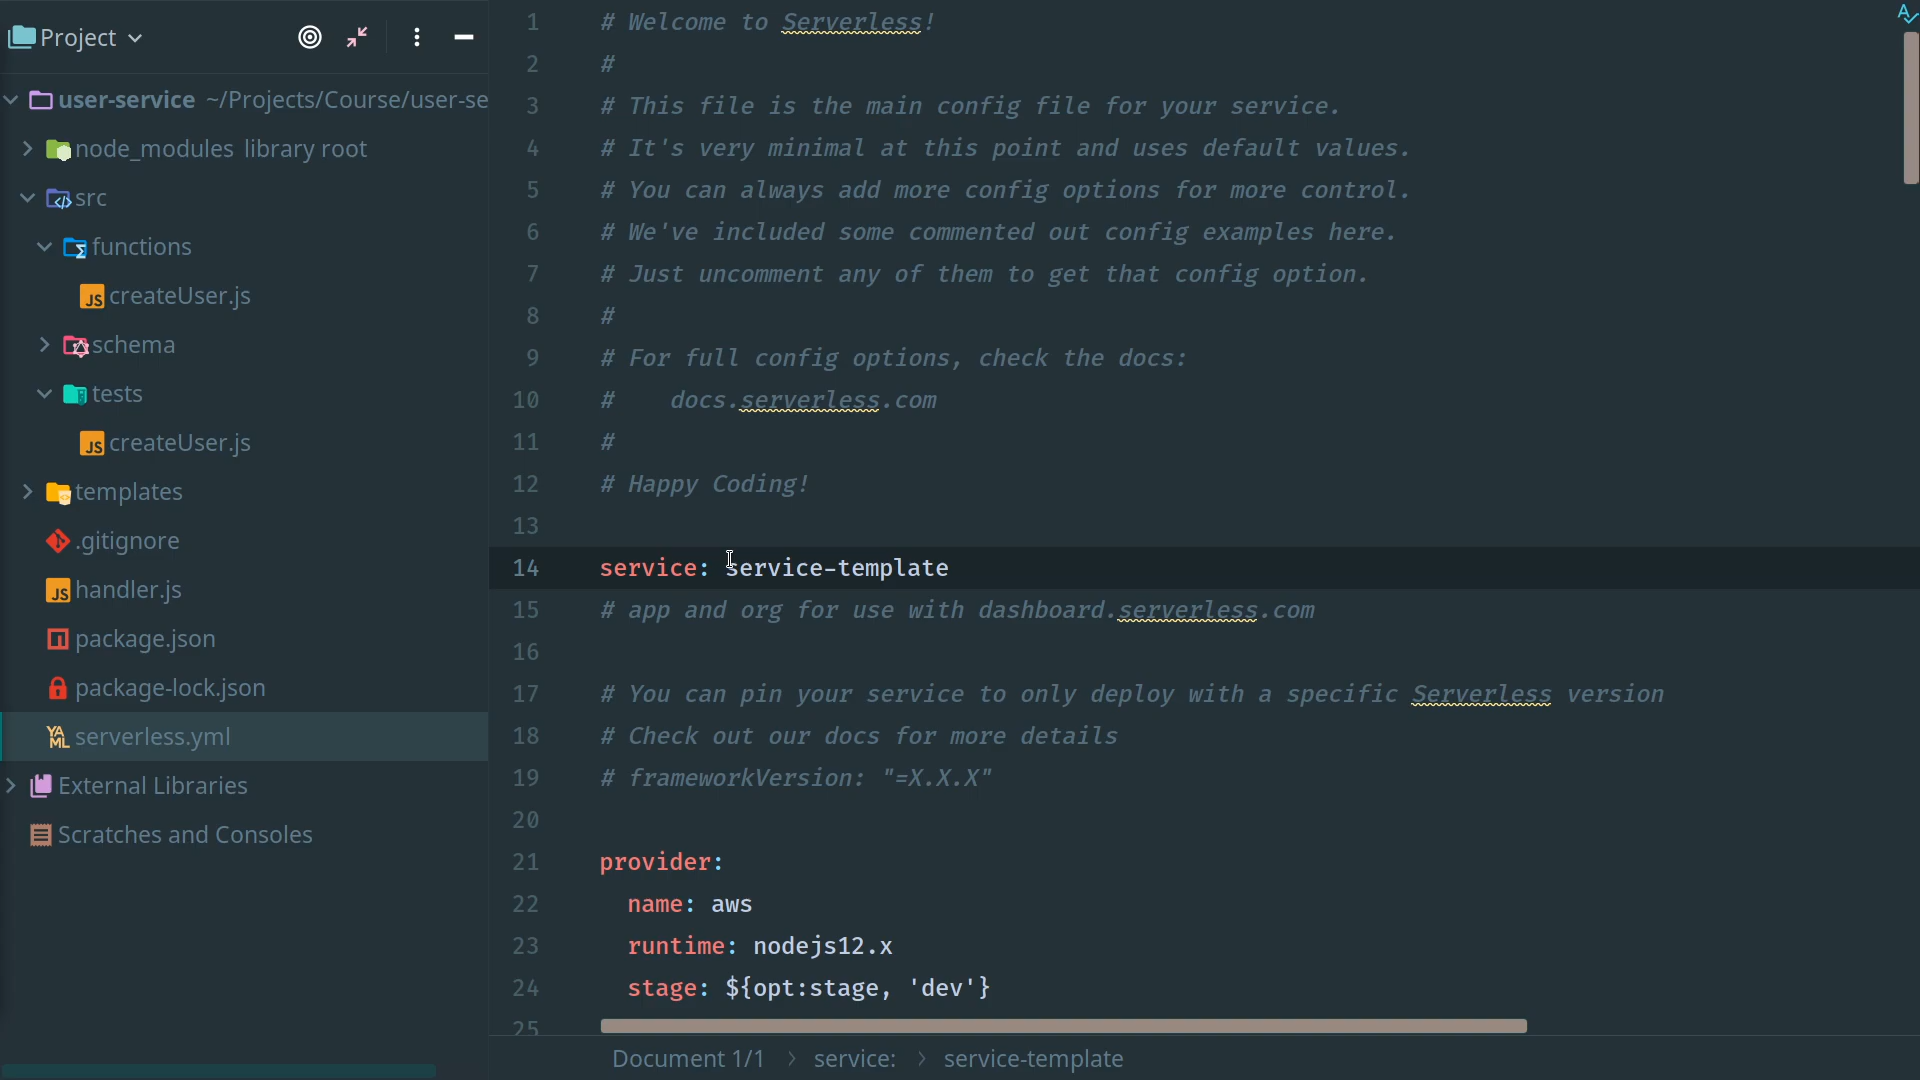 Project
user-service ~/Projects/Course/user-se
node_modules library root
src
functions
createUser.js
schema
tests
createUser.js
templates
.gitignore
handler.js
package.json
package-lock.json
serverless.yml
External Libraries
Scratches and Consoles
1 # Welcome to Serverless!
2 #
3 # This file is the main config file for your service.
4 # It's very minimal at this point and uses default values.
5 # You can always add more config options for more control.
6 # We've included some commented out config examples here.
7 # Just uncomment any of them to get that config option.
8 #
9 # For full config options, check the docs:
10 #    docs.serverless.com
11 #
12 # Happy Coding!
13
14 service: service-template
15 # app and org for use with dashboard.serverless.com
16
17 # You can pin your service to only deploy with a specific Serverless version
18 # Check out our docs for more details
19 # frameworkVersion: "=X.X.X"
20
21 provider:
22   name: aws
23   runtime: nodejs12.x
24   stage: ${opt:stage, 'dev'}
25
Document 1/1 > service: > service-template